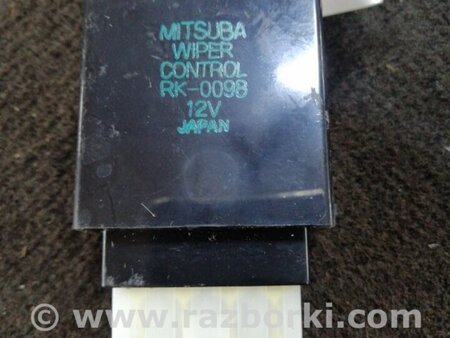 MITSUBA
WIPER
CONTROL
RK-0098
12V
JAPAN
© www.razborki.com